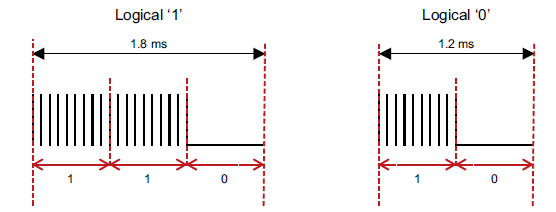 Logical ‘1’ Logical ‘0’
1.8 ms 1.2 ms
1 1 0 1 0